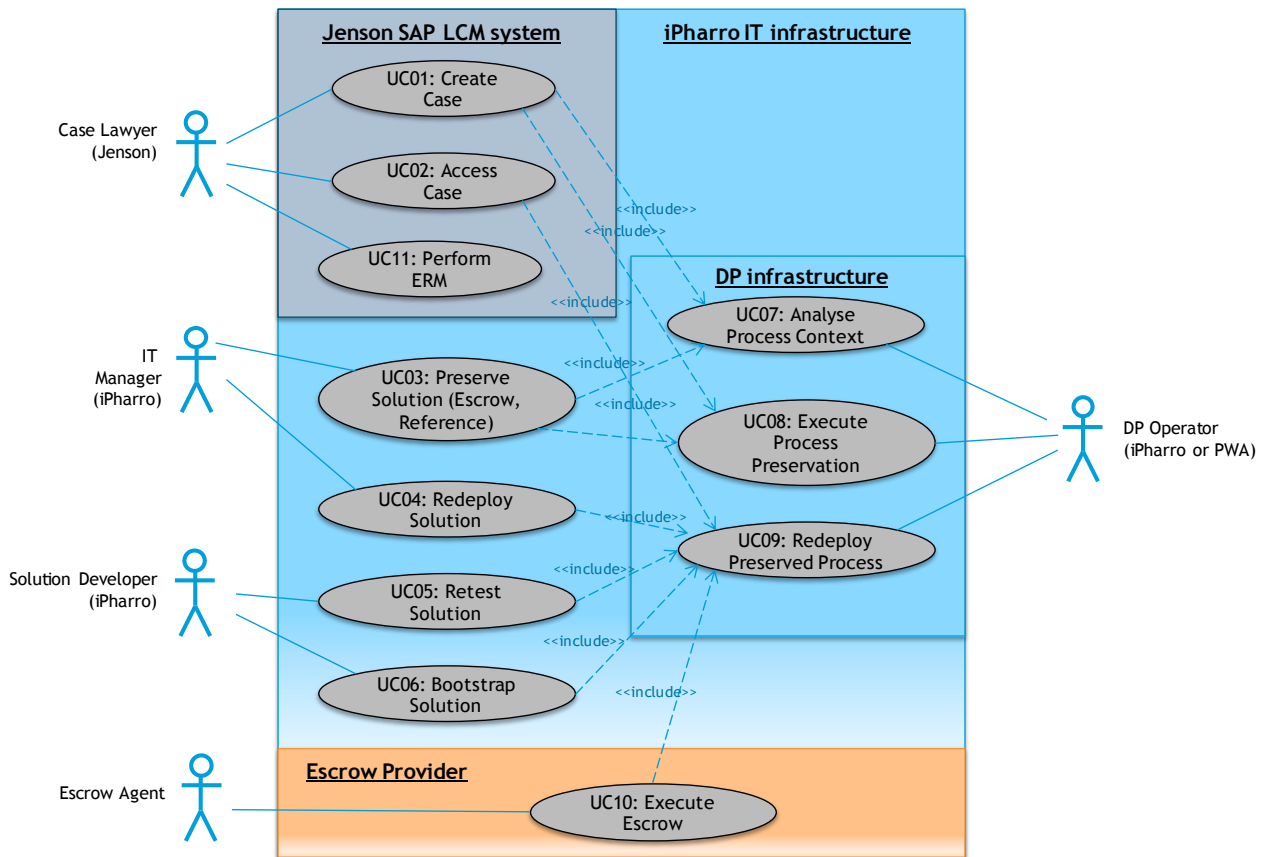 Jenson SAP LCM system
iPharro IT infrastructure
UC01: Create
Case
Case Lawyer
(Jenson)
UC02: Access
Case
<<include>>
<<include>>
UC11: Perform
ERM
DP infrastructure
<<include>>
UC07: Analyse
Process Context
IT
Manager
(iPharro)
<<include>>
UC03: Preserve
Solution (Escrow,
Reference)
<<include>>
UC08: Execute
Process
Preservation
DP Operator
(iPharro or PWA)
UC04: Redeploy
Solution
<<include>>
UC09: Redeploy
Preserved Process
Solution Developer
(iPharro)
<<include>>
UC05: Retest
Solution
<<include>>
UC06: Bootstrap
Solution
<<include>>
Escrow Provider
Escrow Agent
UC10: Execute
Escrow